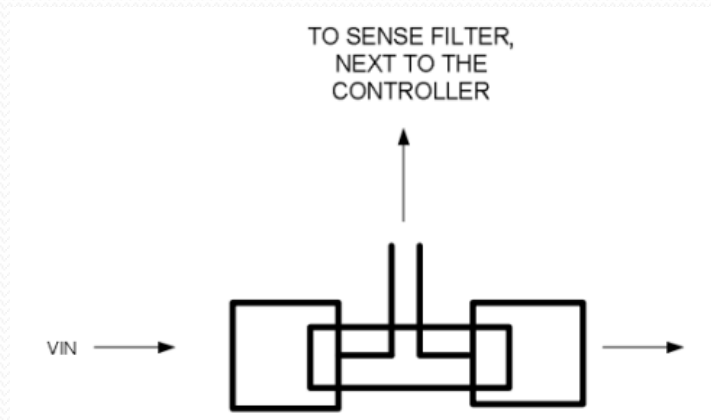 TO SENSE FILTER,
NEXT TO THE
CONTROLLER
VIN